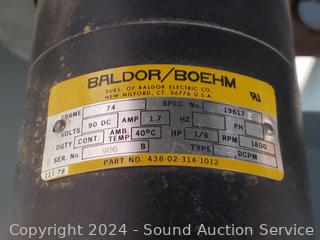 BALDOR/BOEHM
SUBS. OF BALDOR ELECTRIC CO.
NEW MILFORD, CT. 06776 U.S.A.
FRAME 74 SPEC. No. 19617
VOLTS 90 DC AMP 1.7 HZ PH
DUTY CONT. AMB. TEMP 40°C HP 1/6 RPM 1800
SER. No. 986 B TYPE DCPM
111-78 PART NO. 438-02-314-1012
Copyright 2024 - Sound Auction Service